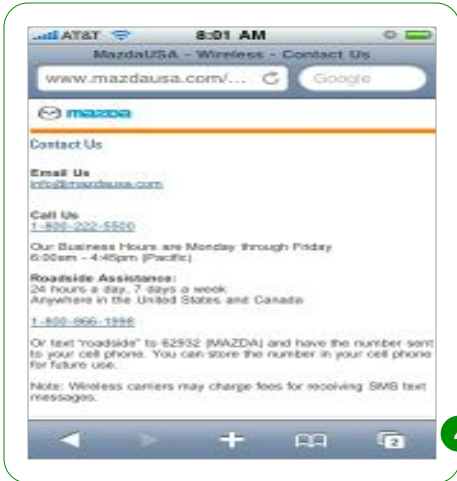 AT&T 8:01 AM
MazdaUSA - Wireless - Contact Us
www.mazdausa.com/... Google
mazda
Contact Us
Email Us
info@mazdausa.com
Call Us
1-800-222-5500
Our Business Hours are Monday through Friday
6:00am - 4:45pm (Pacific)
Roadside Assistance:
24 hours a day, 7 days a week
Anywhere in the United States and Canada
1-800-866-1998
Or text "roadside" to 62932 (MAZDA) and have the number sent
to your cell phone. You can store the number in your cell phone
for future use.
Note: Wireless carriers may charge fees for receiving SMS text
messages.
2